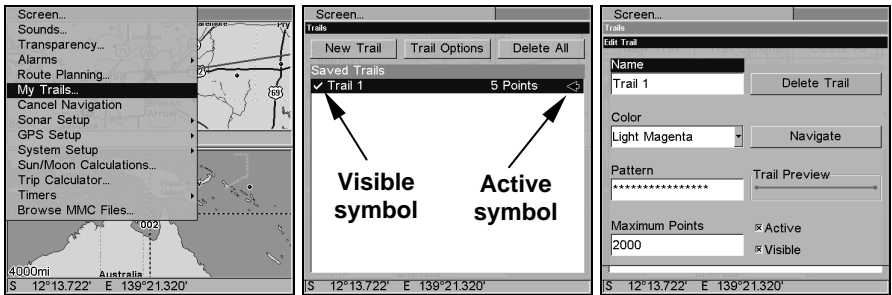 Screen...
Sounds...
Transparency...
Alarms
Route Planning...
My Trails...
Cancel Navigation
Sonar Setup
GPS Setup
System Setup
Sun/Moon Calculations...
Trip Calculator...
Timers
Browse MMC Files...
69
002
4000mi
Australia
S 12°13.722' E 139°21.320'
Screen...
Trails
New Trail
Trail Options
Delete All
Saved Trails
Trail 1
5 Points
Visible symbol
Active symbol
S 12°13.722' E 139°21.320'
Screen...
Trails
Edit Trail
Name
Trail 1
Delete Trail
Color
Light Magenta
Navigate
Pattern
****************
Trail Preview
Maximum Points
2000
Active
Visible
S 12°13.722' E 139°21.320'